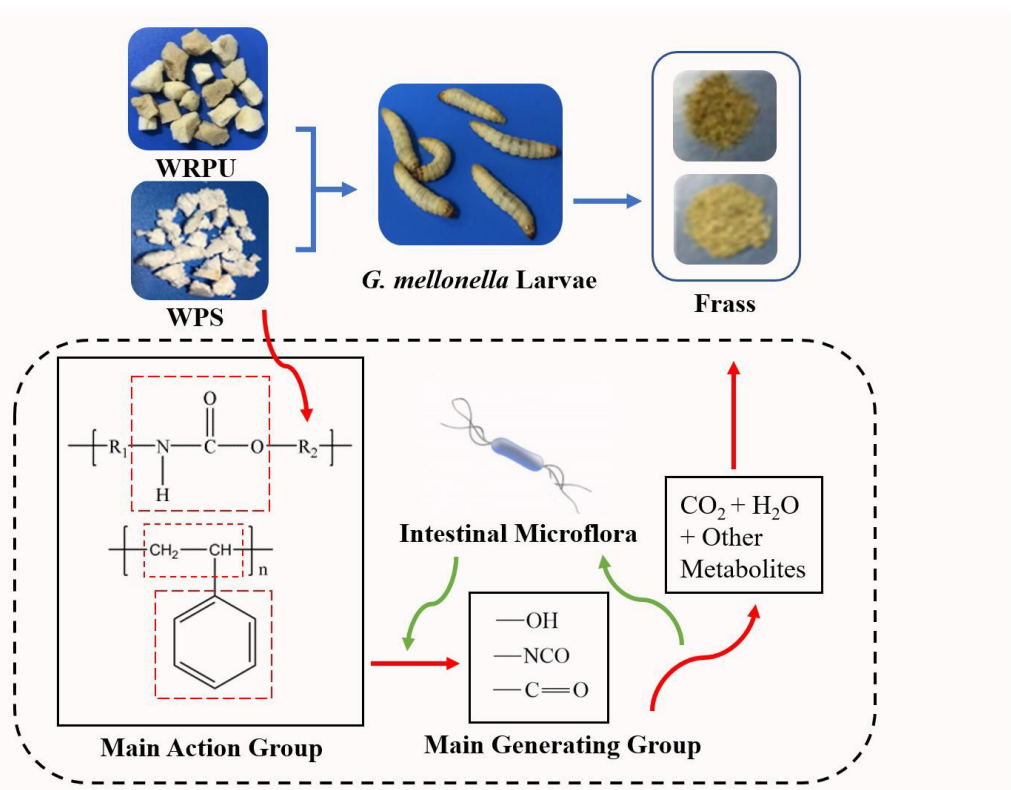 WRPU
WPS
G. mellonella Larvae
Frass
O
R1 N C O R2
H
CH2 CH
n
Main Action Group
Intestinal Microflora
—OH
—NCO
—C=O
Main Generating Group
CO2 + H2O
+ Other
Metabolites